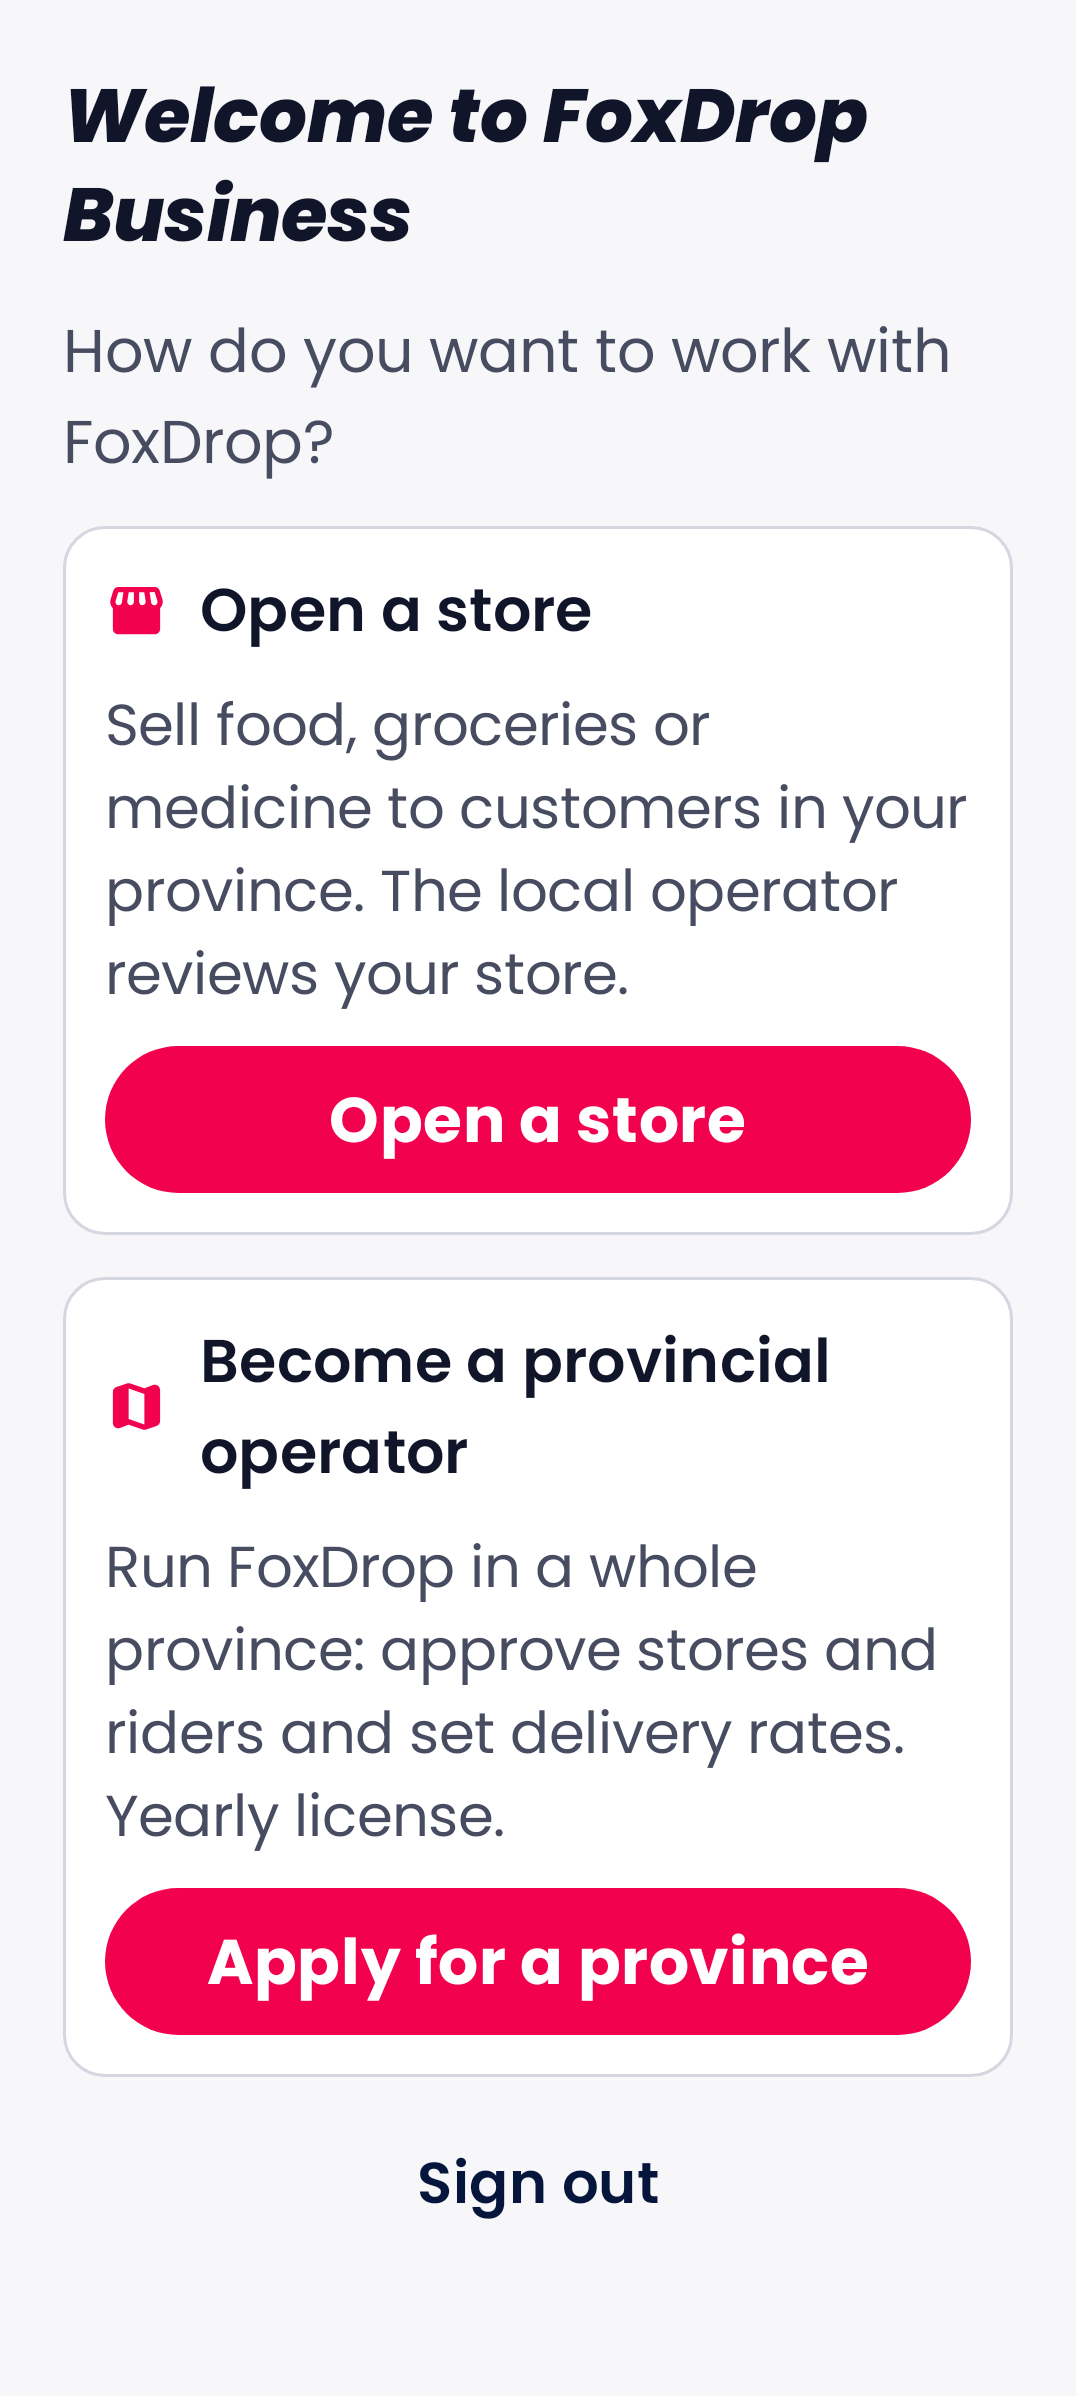 Welcome to FoxDrop
Business
How do you want to work with
FoxDrop?
Open a store
Sell food, groceries or
medicine to customers in your
province. The local operator
reviews your store.
Open a store
Become a provincial
operator
Run FoxDrop in a whole
province: approve stores and
riders and set delivery rates.
Yearly license.
Apply for a province
Sign out